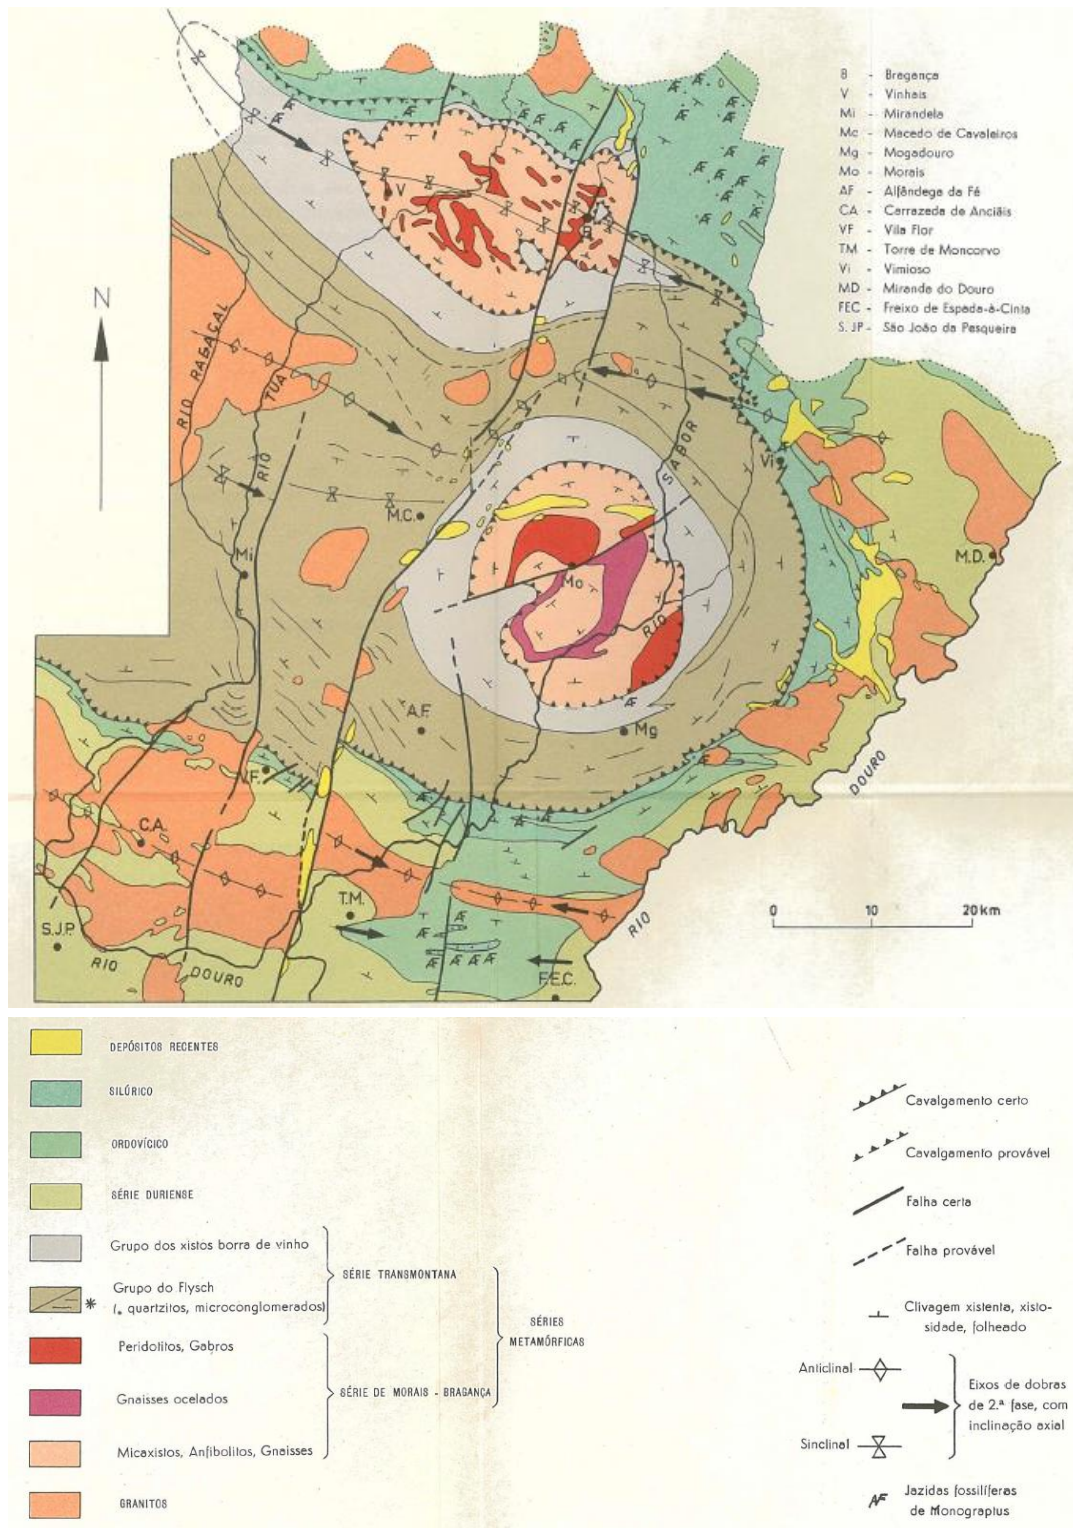 B - Bragança
V - Vinhais
Mi - Mirandela
Mc - Macedo de Cavaleiros
Mg - Mogadouro
Mo - Morais
AF - Alfândega da Fé
CA - Carrazeda de Anciãis
VF - Vila Flor
TM - Torre de Moncorvo
Vi - Vimioso
MD - Miranda do Douro
FEC - Freixo de Espada-à-Cinta
S.JP - São João da Pesqueira
N
V
B
RIO RAGAÇAL
RIO TUA
SABOR
Vi
M.C.
M.D.
Mi
Mo
RIO
A.F.
Mg
V.F.
DOURO
C.A.
T.M.
RIO
0 10 20km
S.J.P.
RIO DOURO
F.E.C.
DEPÓSITOS RECENTES
SILÚRICO
ORDOVÍCICO
SÉRIE DURIENSE
Grupo dos xistos borra de vinho
Grupo do Flysch
(* quartzitos, microconglomerados)
SÉRIE TRANSMONTANA
Peridotitos, Gabros
Gnaisses ocelados
Micaxistos, Anfibolitos, Gnaisses
SÉRIE DE MORAIS - BRAGANÇA
SÉRIES
METAMÓRFICAS
GRANITOS
Cavalgamento certo
Cavalgamento provável
Falha certa
Falha provável
Clivagem xistenta, xisto-
sidade, folheado
Anticlinal
Sinclinal
Eixos de dobras
de 2.ª fase, com
inclinação axial
Jazidas fossilíferas
de Monograptus